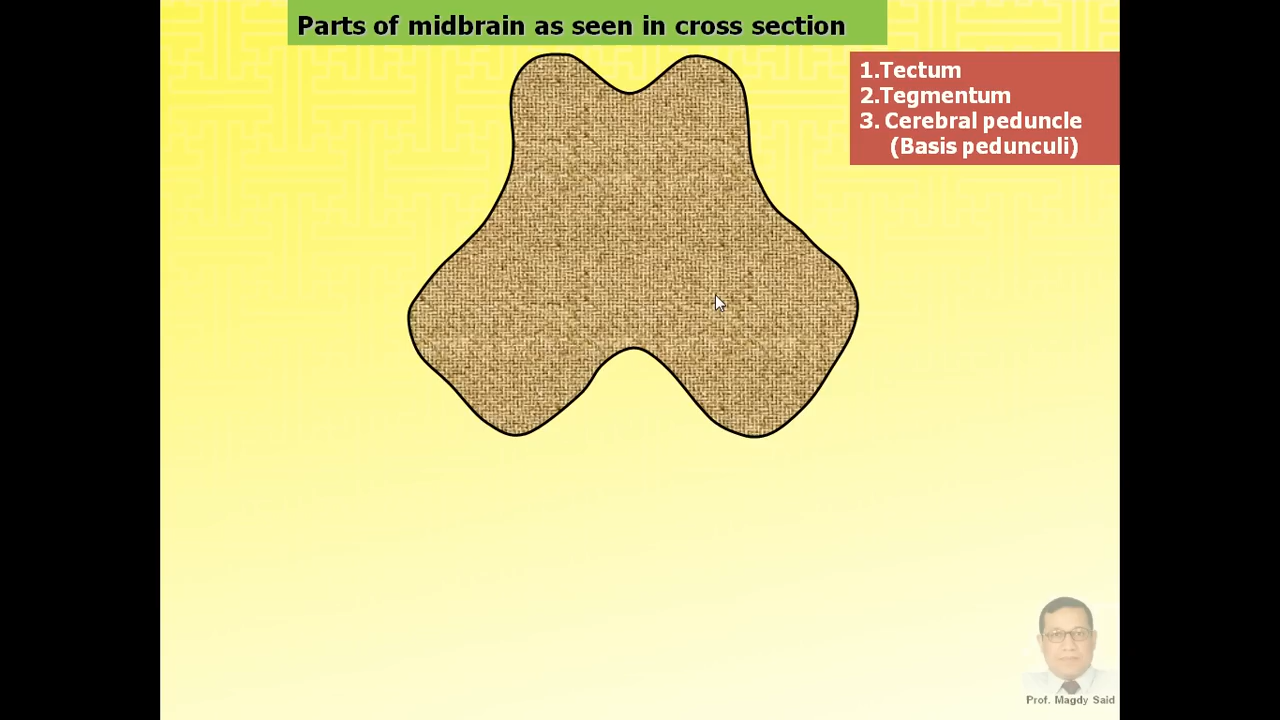 Parts of midbrain as seen in cross section
1.Tectum
2.Tegmentum
3. Cerebral peduncle
(Basis pedunculi)
Prof. Magdy Said